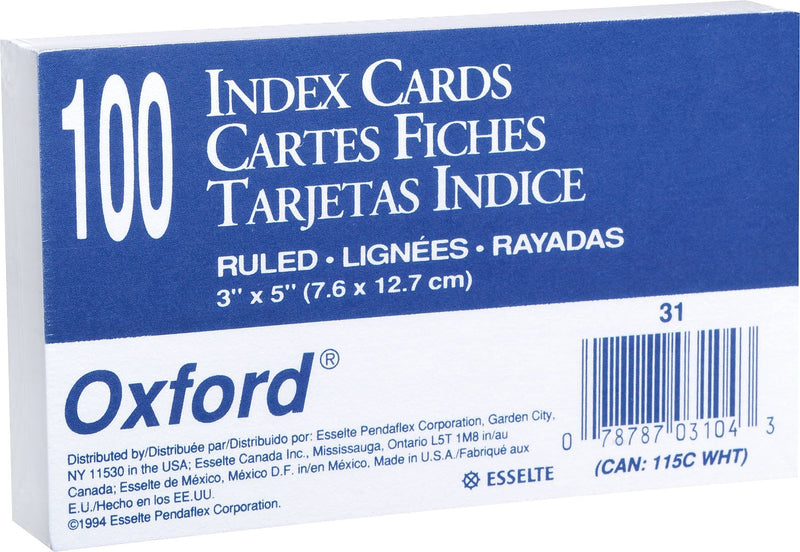 100
INDEX CARDS
CARTES FICHES
TARJETAS INDICE
RULED • LIGNÉES • RAYADAS
3" x 5" (7.6 x 12.7 cm)
Oxford®
Distributed by/Distribuée par/Distribuido por: Esselte Pendaflex Corporation, Garden City,
NY 11530 in the USA; Esselte Canada Inc., Mississauga, Ontario L5T 1M8 in/au
Canada; Esselte de México, México D.F. in/en México. Made in U.S.A./Fabriqué aux
E.U./Hecho en los EE.UU.
©1994 Esselte Pendaflex Corporation.
ESSELTE
31
0 78787 03104 3
(CAN: 115C WHT)